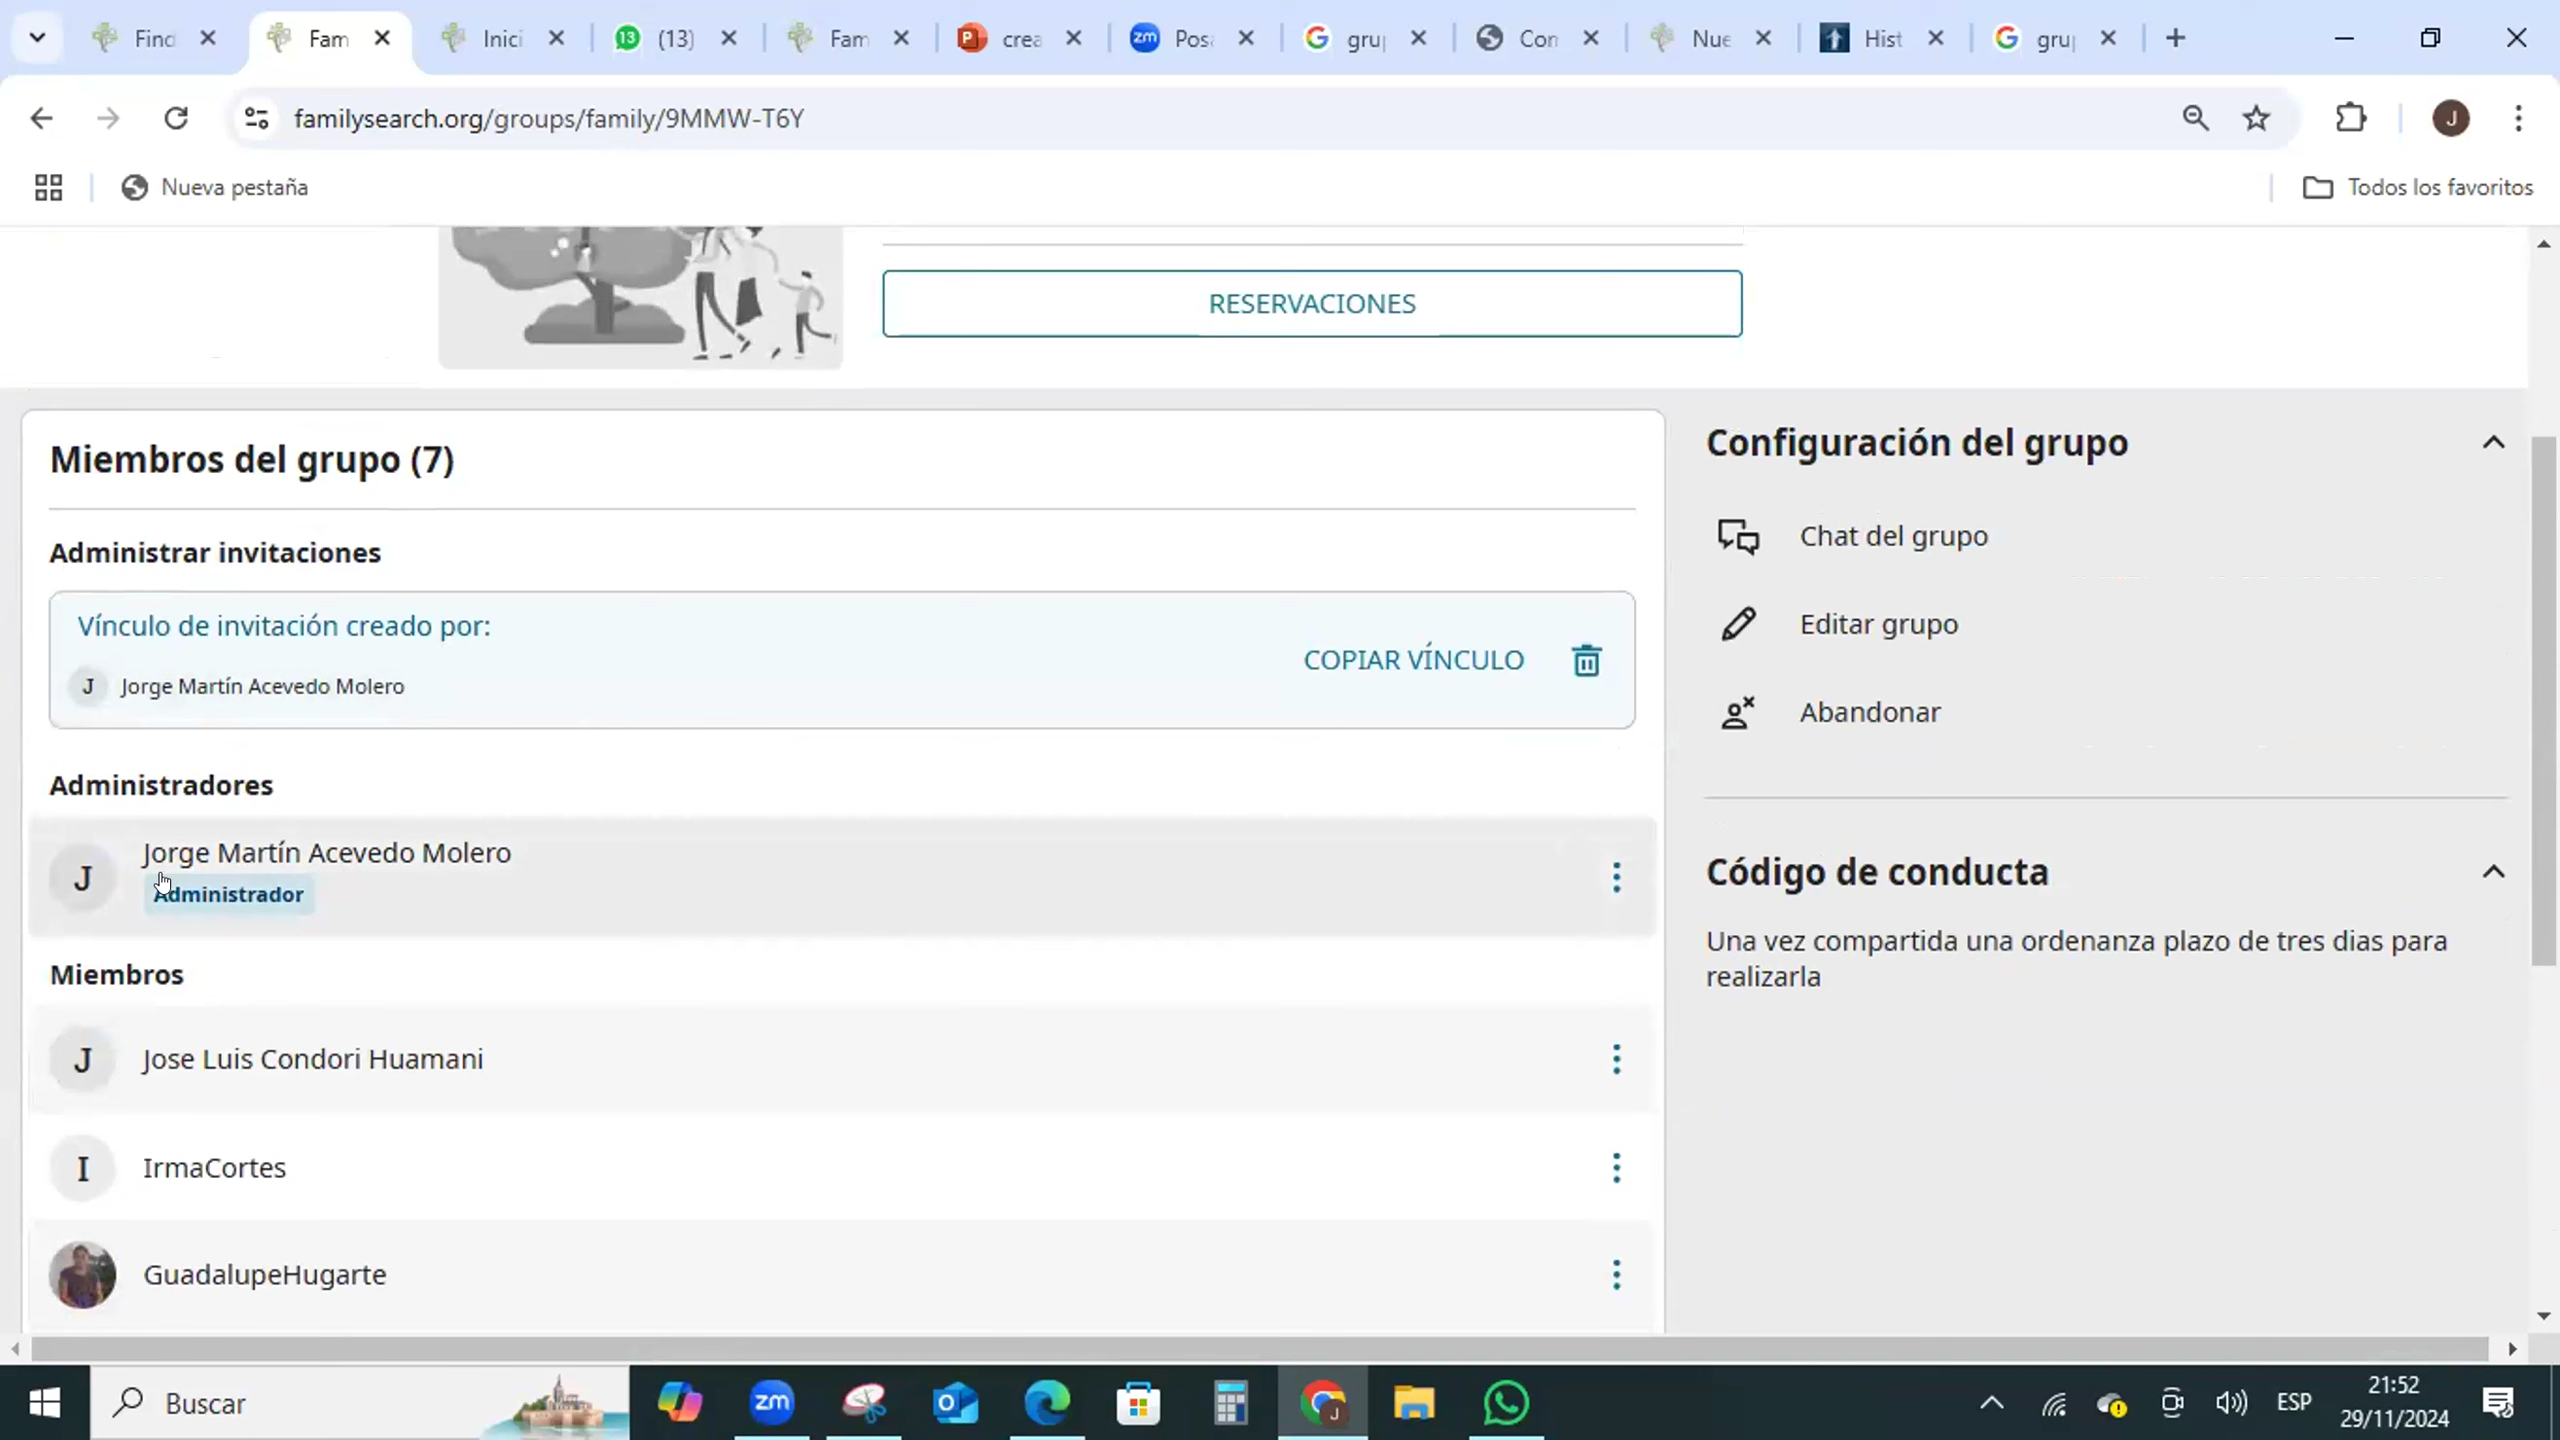 Find
Fam
Inici
13
(13)
Fam
P
crea
zm
Pos
G
gru
Con
Nue
Hist
G
gru
familysearch.org/groups/family/9MMW-T6Y
J
Nueva pestaña
Todos los favoritos
RESERVACIONES
Miembros del grupo (7)
Administrar invitaciones
Vínculo de invitación creado por:
J Jorge Martín Acevedo Molero
COPIAR VÍNCULO
Administradores
J
Jorge Martín Acevedo Molero
Administrador
Miembros
J Jose Luis Condori Huamani
I IrmaCortes
GuadalupeHugarte
Configuración del grupo
Chat del grupo
Editar grupo
Abandonar
Código de conducta
Una vez compartida una ordenanza plazo de tres dias para
realizarla
Buscar
zm
J
ESP
21:52
29/11/2024